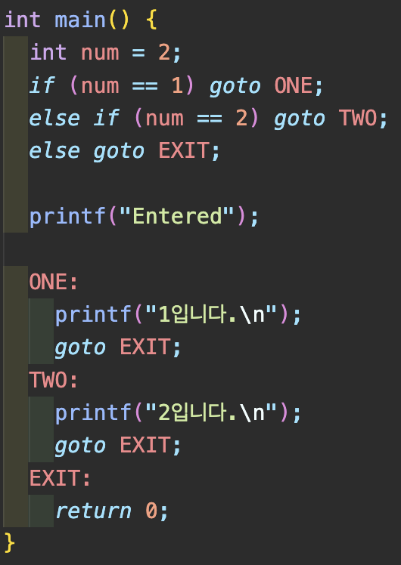 int main() {
int num = 2;
if (num == 1) goto ONE;
else if (num == 2) goto TWO;
else goto EXIT;
printf("Entered");
ONE:
printf("1입니다.\n");
goto EXIT;
TWO:
printf("2입니다.\n");
goto EXIT;
EXIT:
return 0;
}